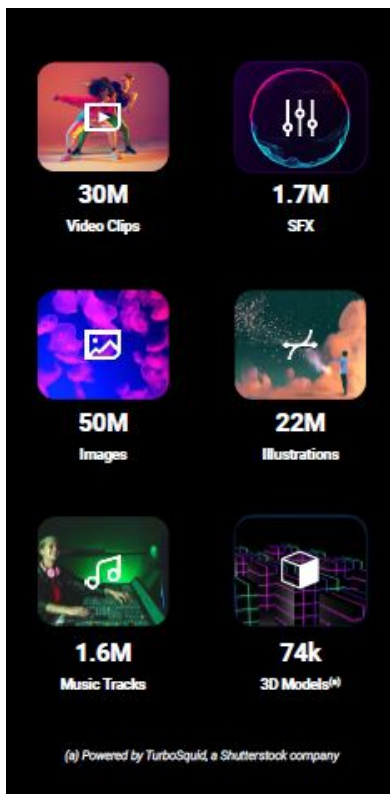 30M
Video Clips
1.7M
SFX
50M
Images
22M
Illustrations
1.6M
Music Tracks
74k
3D Models(a)
(a) Powered by TurboSquid, a Shutterstock company